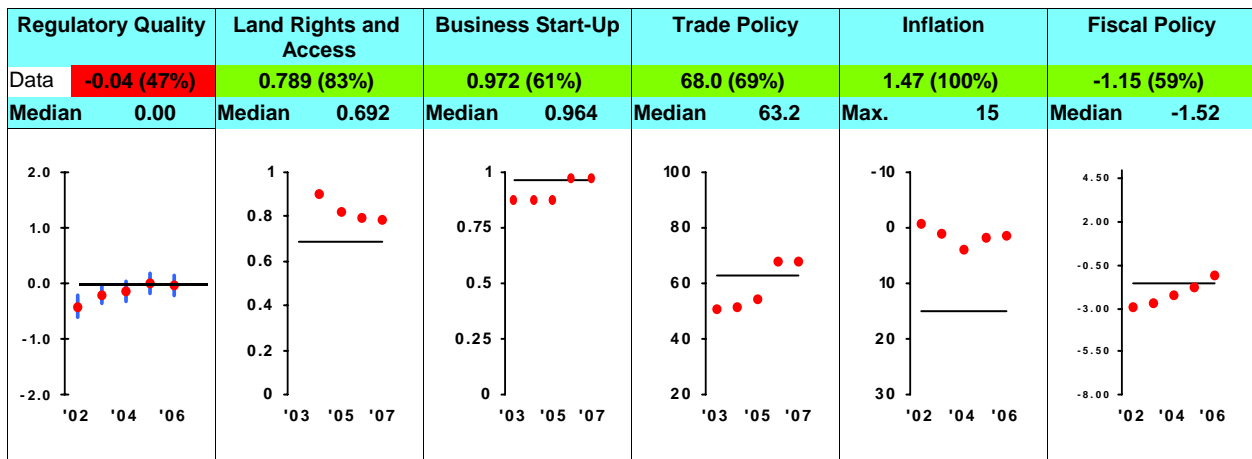 Regulatory Quality
Land Rights and
Access
Business Start-Up
Trade Policy
Inflation
Fiscal Policy
Data -0.04 (47%)
0.789 (83%)
0.972 (61%)
68.0 (69%)
1.47 (100%)
-1.15 (59%)
Median 0.00
Median 0.692
Median 0.964
Median 63.2
Max. 15
Median -1.52
2.0
1.0
0.0
-1.0
-2.0
'02 '04 '06
1
0.8
0.6
0.4
0.2
0
'03 '05 '07
1
0.75
0.5
0.25
0
'03 '05 '07
100
80
60
40
20
'03 '05 '07
-10
0
10
20
30
'02 '04 '06
4.50
2.00
-0.50
-3.00
-5.50
-8.00
'02 '04 '06